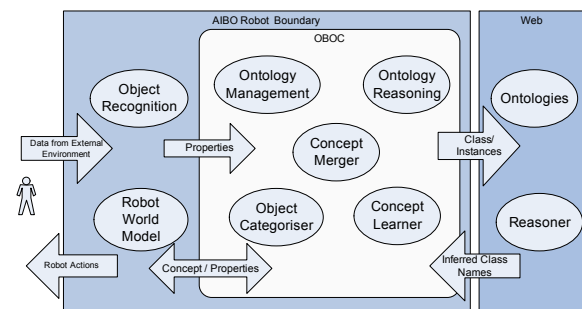 AIBO Robot Boundary
Web
OBOC
Object
Recognition
Ontology
Management
Ontology
Reasoning
Ontologies
Data from External
Environment
Properties
Concept
Merger
Class/
Instances
Robot
World
Model
Object
Categoriser
Concept
Learner
Reasoner
Robot Actions
Concept / Properties
Inferred Class
Names